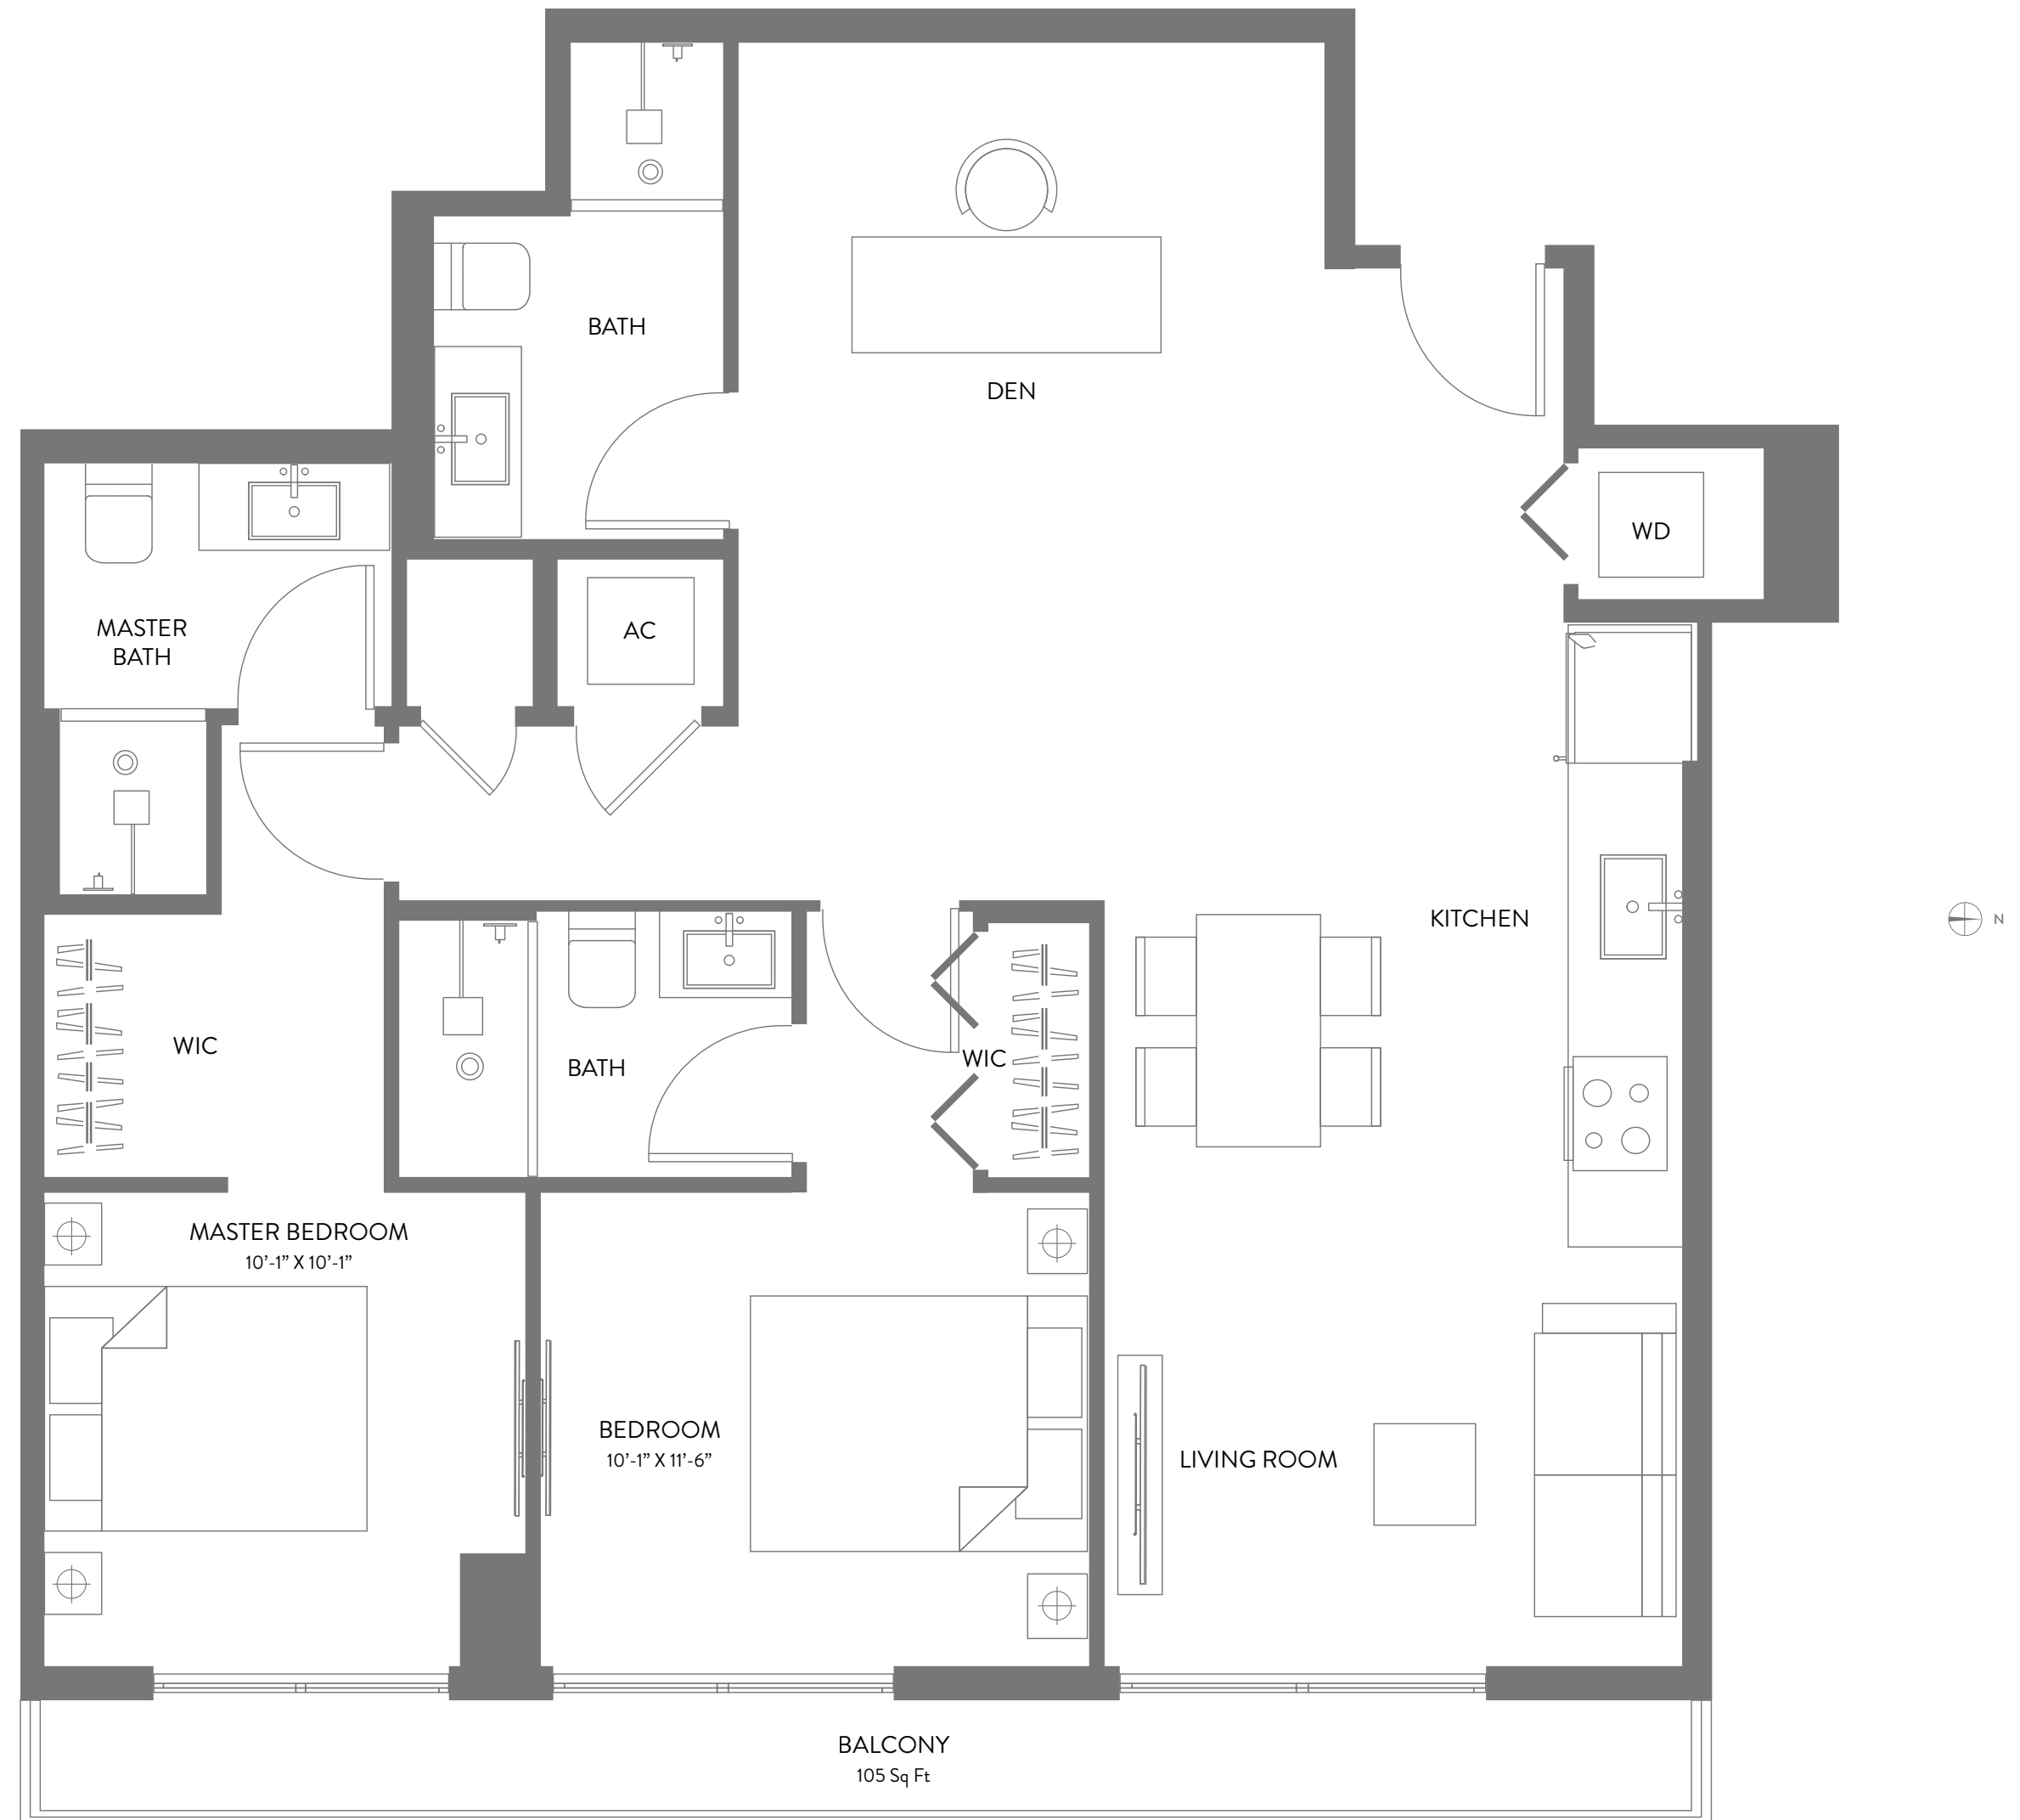 BATH
DEN
WD
MASTER
BATH
AC
KITCHEN
N
WIC
BATH
WIC
MASTER BEDROOM
10’-1” X 10’-1”
BEDROOM
10’-1” X 11’-6”
LIVING ROOM
BALCONY
105 Sq Ft